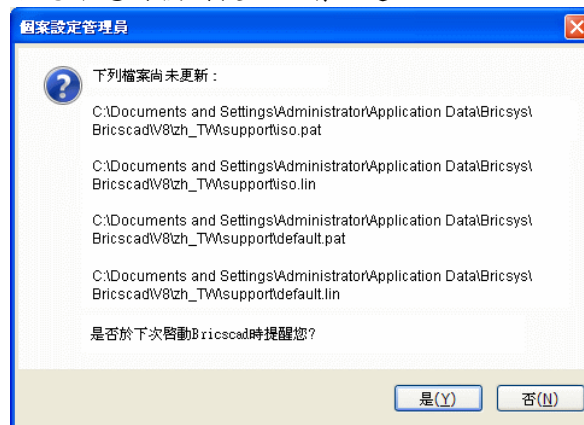 個案設定管理員
下列檔案尚未更新：
C:\Documents and Settings\Administrator\Application Data\Bricsys\
Bricscad\V8\zh_TW\support\iso.pat
C:\Documents and Settings\Administrator\Application Data\Bricsys\
Bricscad\V8\zh_TW\support\iso.lin
C:\Documents and Settings\Administrator\Application Data\Bricsys\
Bricscad\V8\zh_TW\support\default.pat
C:\Documents and Settings\Administrator\Application Data\Bricsys\
Bricscad\V8\zh_TW\support\default.lin
是否於下次啓動Bricscad時提醒您?
是(Y)
否(N)